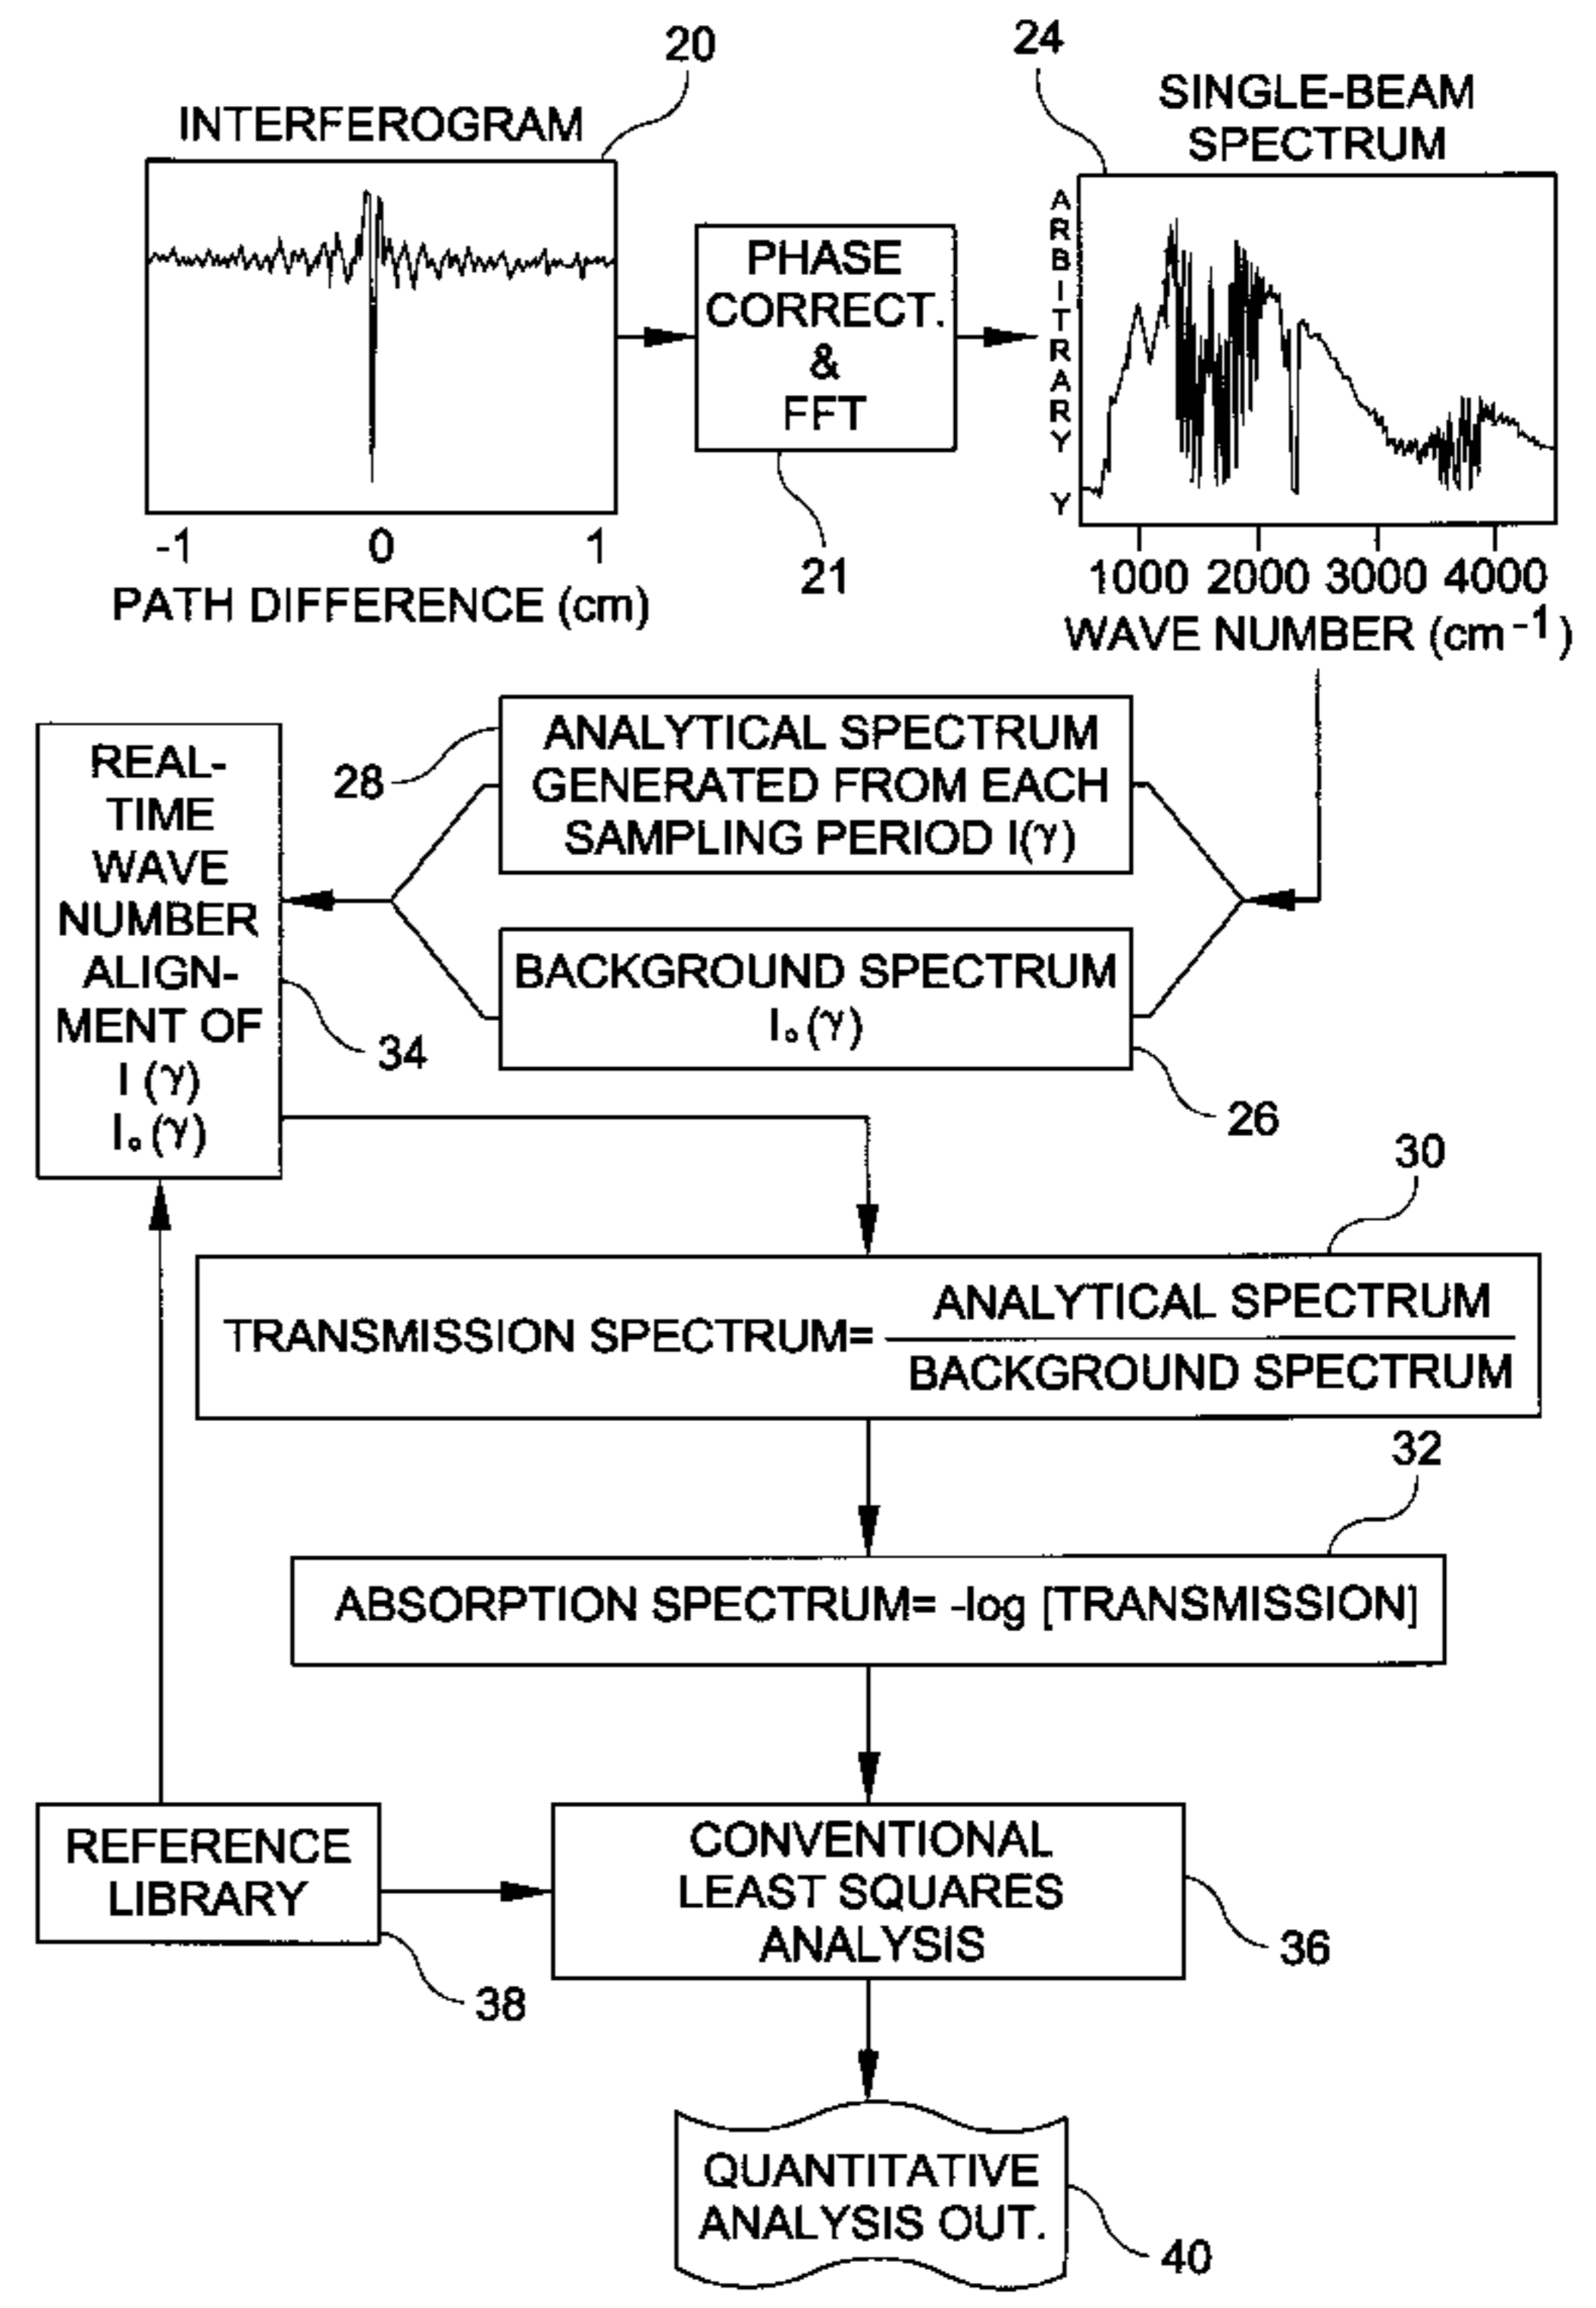 20
INTERFEROGRAM
-1 0 1
PATH DIFFERENCE (cm)
PHASE
CORRECT.
&
FFT
21
24
SINGLE-BEAM
SPECTRUM
A
R
B
I
T
R
A
R
Y
Y
1000 2000 3000 4000
WAVE NUMBER (cm⁻¹)
REAL-
TIME
WAVE
NUMBER
ALIGN-
MENT OF
I (γ)
I₀ (γ)
34
28
ANALYTICAL SPECTRUM
GENERATED FROM EACH
SAMPLING PERIOD I(γ)
BACKGROUND SPECTRUM
I₀ (γ)
26
30
TRANSMISSION SPECTRUM=
ANALYTICAL SPECTRUM
BACKGROUND SPECTRUM
32
ABSORPTION SPECTRUM= -log [TRANSMISSION]
REFERENCE
LIBRARY
38
CONVENTIONAL
LEAST SQUARES
ANALYSIS
36
QUANTITATIVE
ANALYSIS OUT.
40